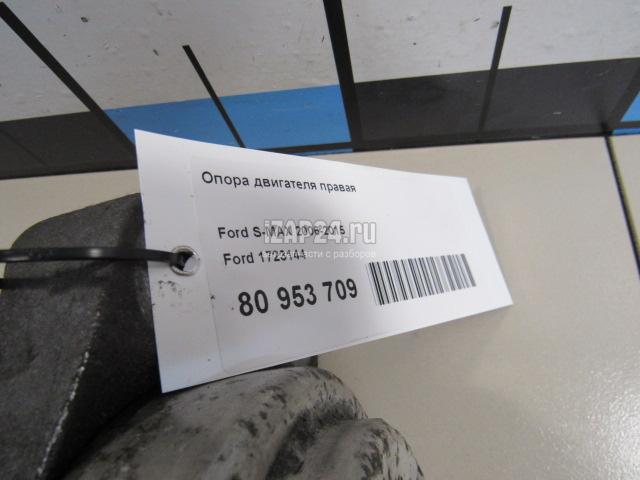 Опора двигателя правая
Ford S-MAX 2006-2015
iZAP24.ru
Ford 1723144
80 953 709